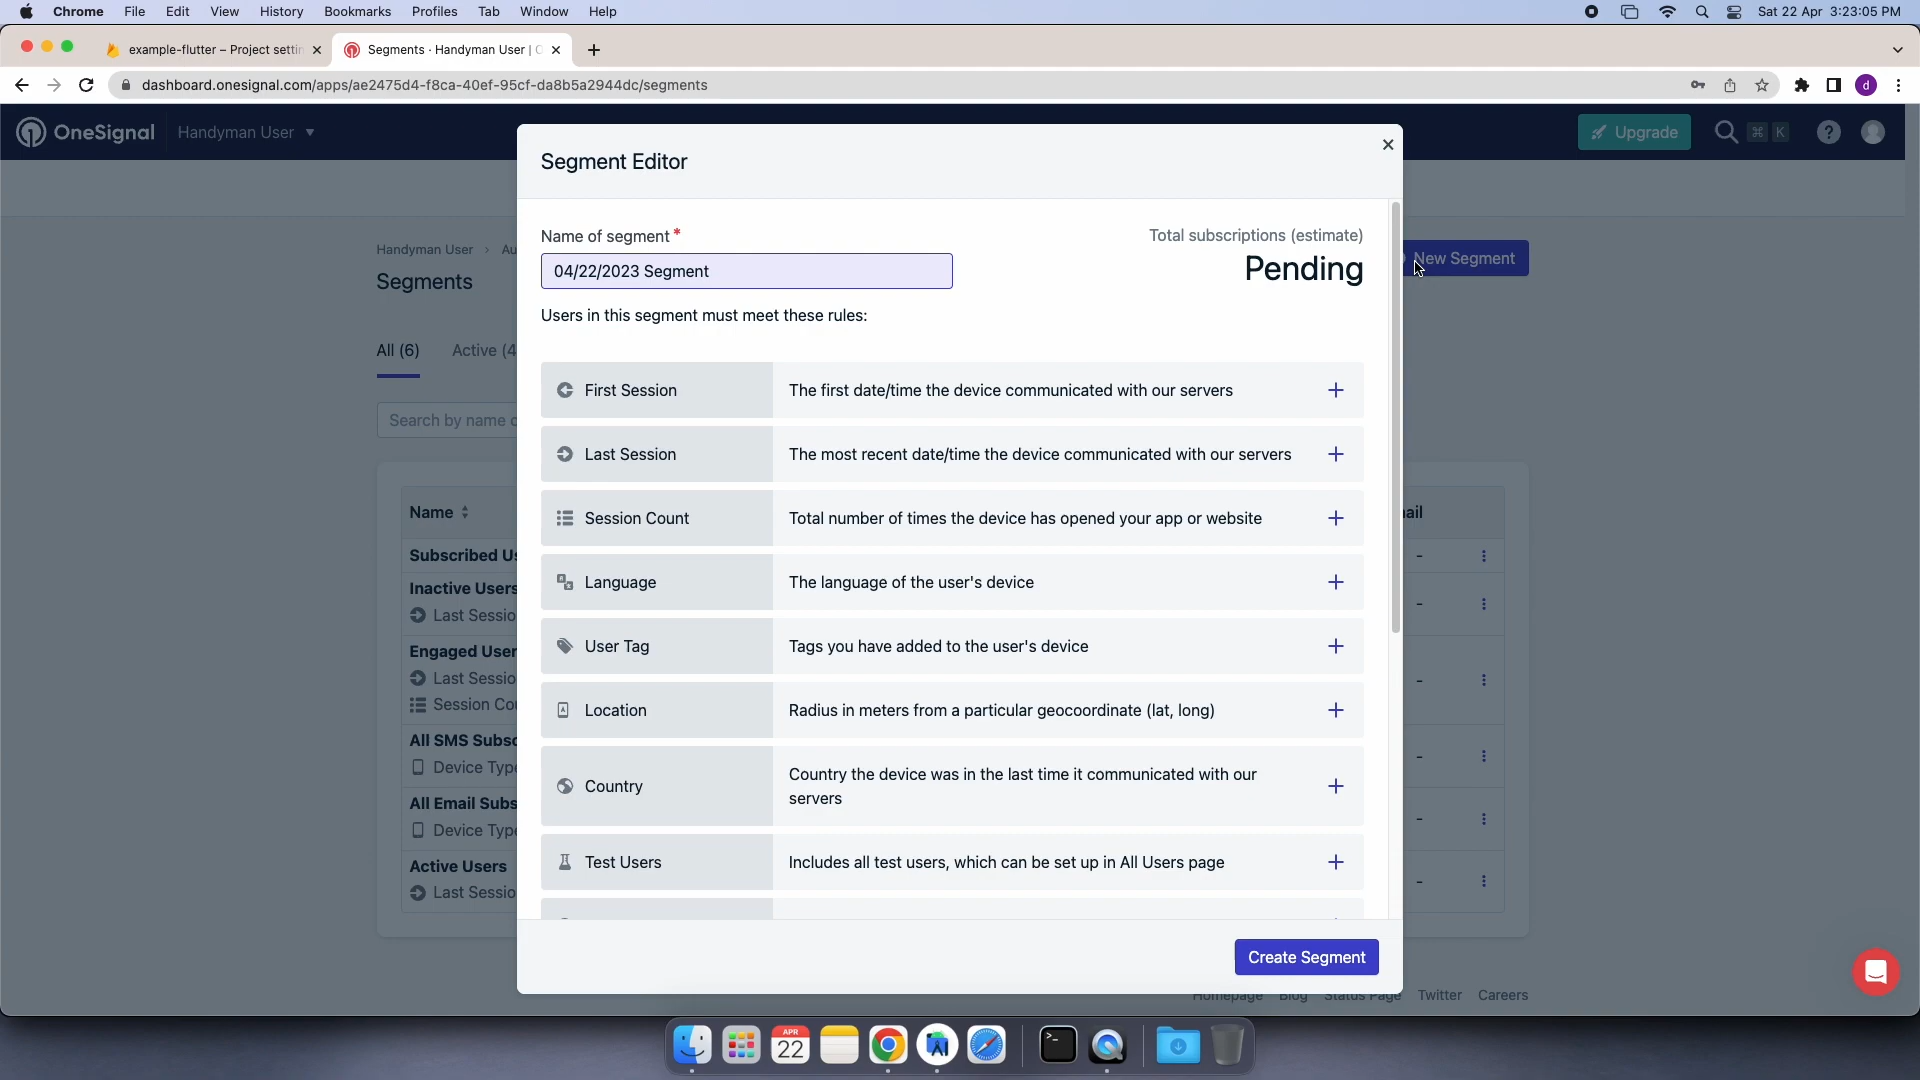 Chrome File Edit View History Bookmarks Profiles Tab Window Help Sat 22 Apr 3:23:05 PM
example-flutter – Project settin Segments · Handyman User |
dashboard.onesignal.com/apps/ae2475d4-f8ca-40ef-95cf-da8b5a2944dc/segments d
OneSignal Handyman User Upgrade ⌘ K ?
Handyman User › Au
Segments
New Segment
All (6) Active (4
Search by name o
Name ail
Subscribed Us -
Inactive Users -
Last Sessio
Engaged User -
Last Sessio
Session Cou
All SMS Subsc -
Device Type
All Email Subs -
Device Type
Active Users -
Last Sessio
Segment Editor
Name of segment *
04/22/2023 Segment
Total subscriptions (estimate)
Pending
Users in this segment must meet these rules:
First Session The first date/time the device communicated with our servers +
Last Session The most recent date/time the device communicated with our servers +
Session Count Total number of times the device has opened your app or website +
Language The language of the user's device +
User Tag Tags you have added to the user's device +
Location Radius in meters from a particular geocoordinate (lat, long) +
Country Country the device was in the last time it communicated with our
servers +
Test Users Includes all test users, which can be set up in All Users page +
Create Segment
Homepage Blog Status Page Twitter Careers
APR
22